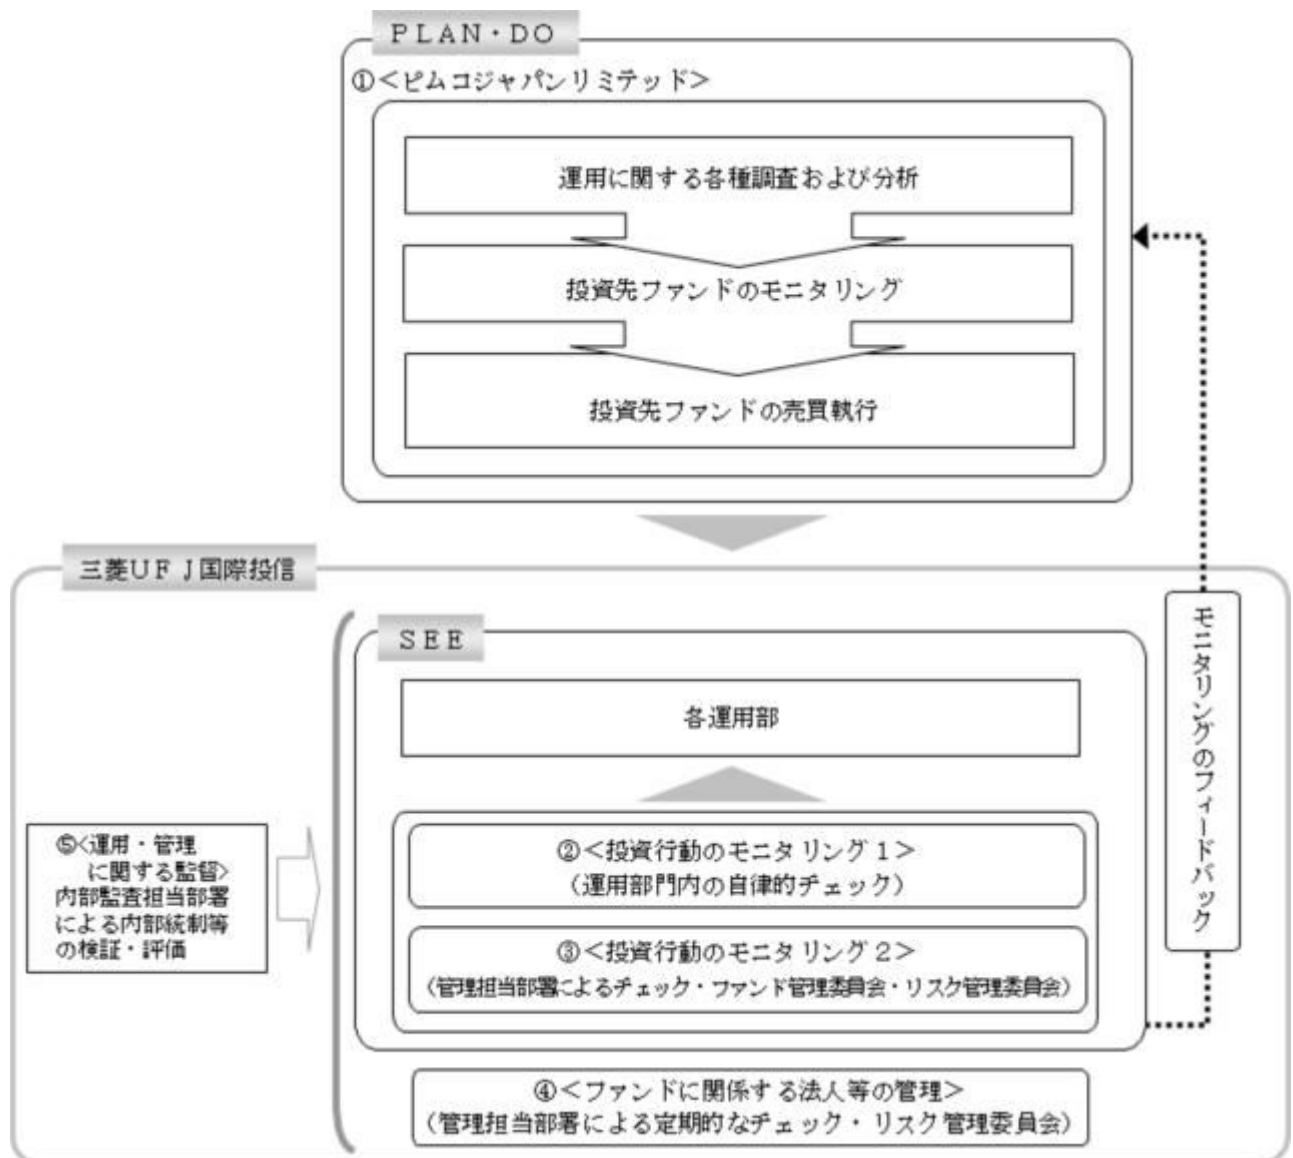 ＰＬＡＮ・ＤＯ
①＜ピムコジャパンリミテッド＞
運用に関する各種調査および分析
投資先ファンドのモニタリング
投資先ファンドの売買執行
三菱ＵＦＪ国際投信
ＳＥＥ
各運用部
②＜投資行動のモニタリング１＞
（運用部門内の自律的チェック）
③＜投資行動のモニタリング２＞
（管理担当部署によるチェック・ファンド管理委員会・リスク管理委員会）
④＜ファンドに関係する法人等の管理＞
（管理担当部署による定期的なチェック・リスク管理委員会）
⑤＜運用・管理
に関する監督＞
内部監査担当部署
による内部統制等
の検証・評価
モニタリングのフィードバック